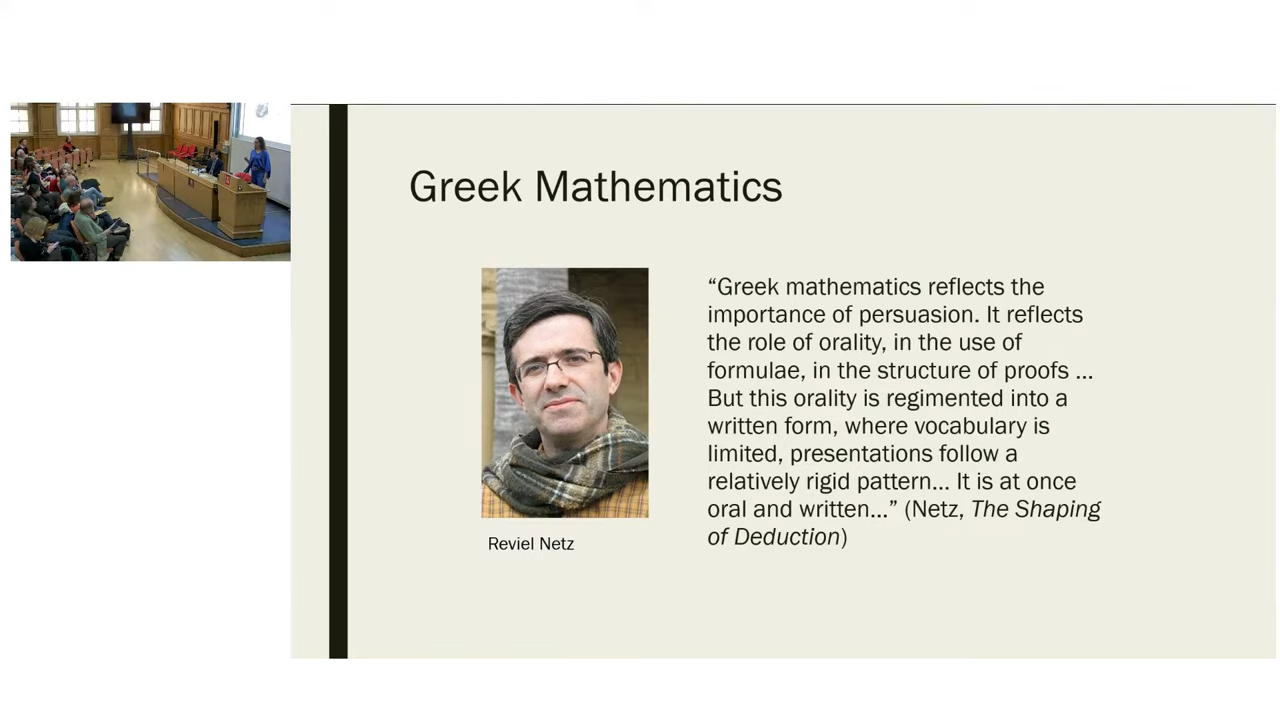 Greek Mathematics
“Greek mathematics reflects the
importance of persuasion. It reflects
the role of orality, in the use of
formulae, in the structure of proofs ...
But this orality is regimented into a
written form, where vocabulary is
limited, presentations follow a
relatively rigid pattern... It is at once
oral and written...” (Netz, The Shaping
of Deduction)
Reviel Netz